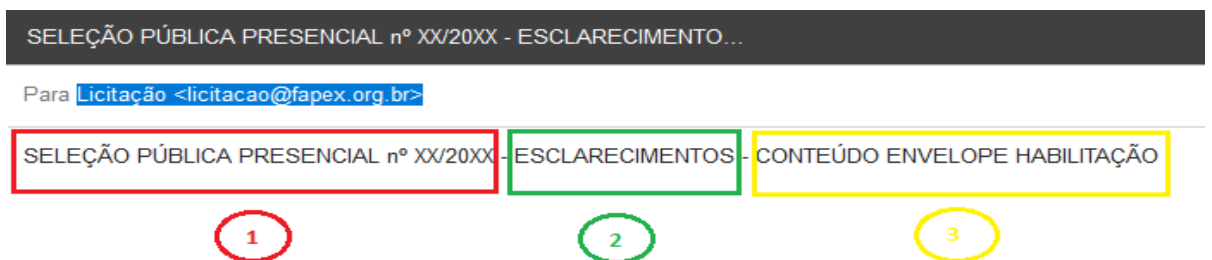 SELEÇÃO PÚBLICA PRESENCIAL nº XX/20XX - ESCLARECIMENTO...
Para Licitação <licitacao@fapex.org.br>
SELEÇÃO PÚBLICA PRESENCIAL nº XX/20XX - ESCLARECIMENTOS - CONTEÚDO ENVELOPE HABILITAÇÃO
1 2 3